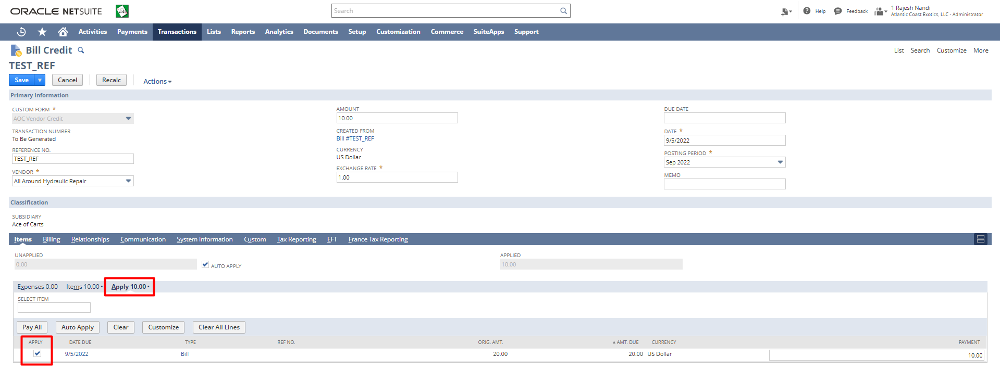 ORACLE NETSUITE
Search
Help
Feedback
1 Rajesh Nandi
Atlantic Coast Exotics, LLC - Administrator
Activities Payments Transactions Lists Reports Analytics Documents Setup Customization Commerce SuiteApps Support
Bill Credit
List Search Customize More
TEST_REF
Save Cancel Recalc Actions
Primary Information
CUSTOM FORM *
AOC Vendor Credit
TRANSACTION NUMBER
To Be Generated
REFERENCE NO.
TEST_REF
VENDOR *
All Around Hydraulic Repair
AMOUNT
10.00
CREATED FROM
Bill #TEST_REF
CURRENCY
US Dollar
EXCHANGE RATE *
1.00
DUE DATE
DATE *
9/5/2022
POSTING PERIOD *
Sep 2022
MEMO
Classification
SUBSIDIARY
Ace of Carts
Items Billing Relationships Communication System Information Custom Tax Reporting EFT France Tax Reporting
UNAPPLIED
0.00
AUTO APPLY
APPLIED
10.00
Expenses 0.00 Items 10.00 • Apply 10.00 •
SELECT ITEM
Pay All Auto Apply Clear Customize Clear All Lines
APPLY DATE DUE TYPE REF NO. ORIG. AMT. ▲ AMT. DUE CURRENCY PAYMENT
9/5/2022 Bill 20.00 20.00 US Dollar 10.00